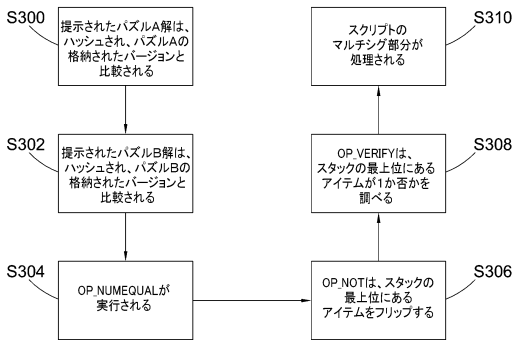 S300
提示されたパズルA解は、
ハッシュされ、パズルAの
格納されたバージョンと
比較される
S302
提示されたパズルB解は、
ハッシュされ、パズルBの
格納されたバージョンと
比較される
S304
OP_NUMEQUALが
実行される
S306
OP_NOTは、スタックの
最上位にある
アイテムをフリップする
S308
OP_VERIFYは、
スタックの最上位にある
アイテムが1か否かを
調べる
S310
スクリプトの
マルチシグ部分が
処理される